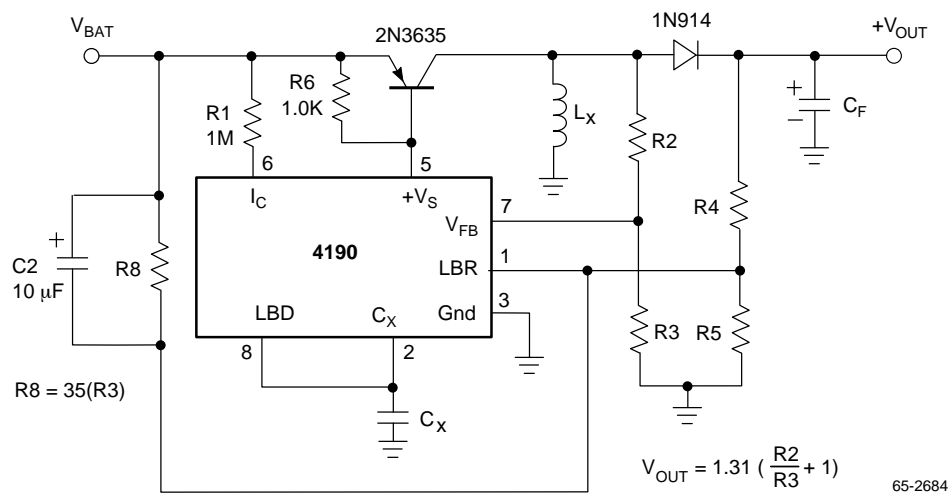 V_BAT
2N3635
1N914
+V_OUT
R1
1M
R6
1.0K
L_X
R2
+
–
C_F
6
5
I_C
+V_S
V_FB
7
R4
4190
LBR
1
+
C2
10 μF
R8
LBD
C_X
Gnd
3
R3
R5
8
2
R8 = 35(R3)
C_X
V_OUT = 1.31 ( R2/R3 + 1)
65-2684